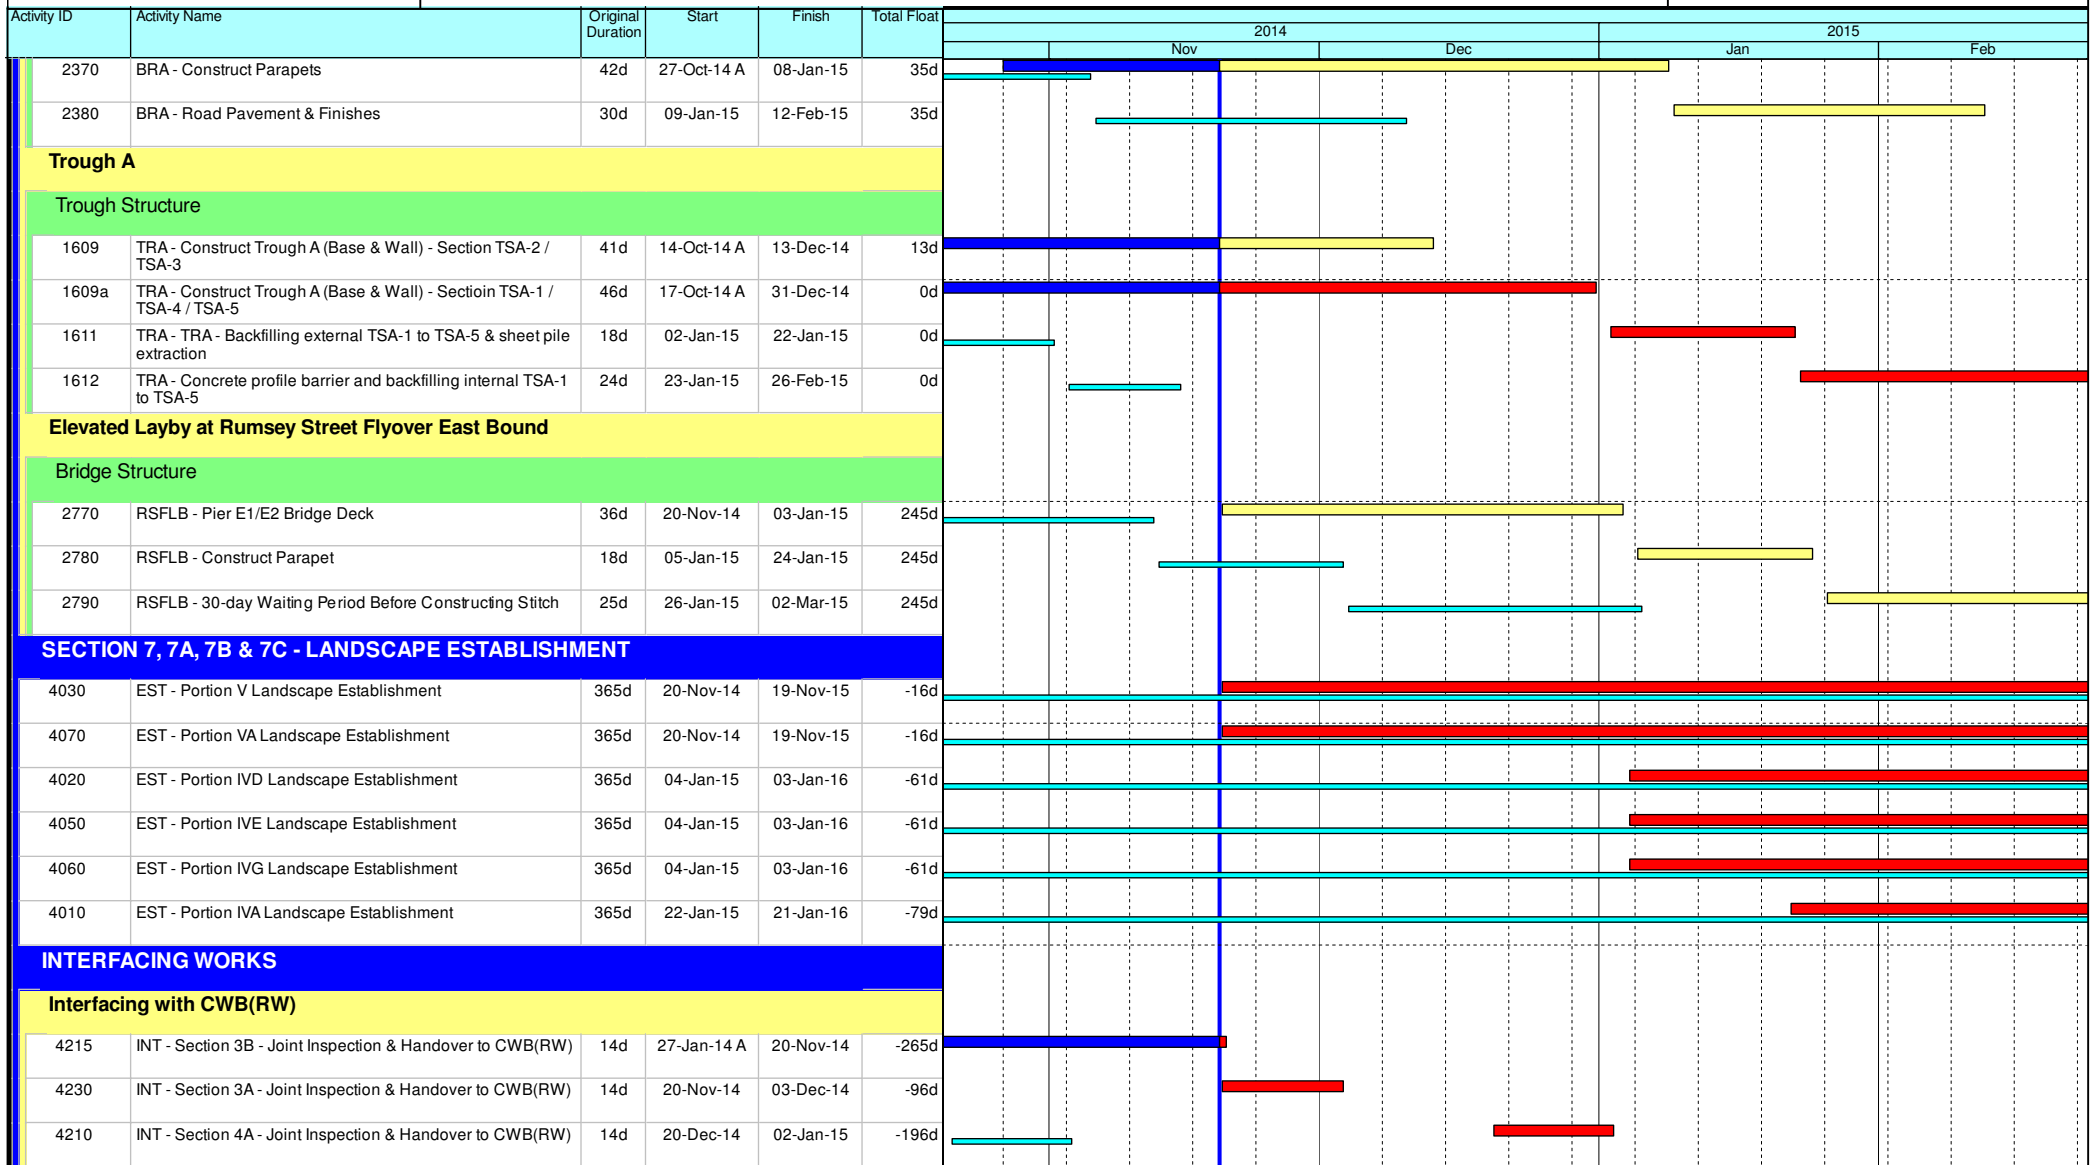 Activity ID Activity Name Original Duration Start Finish Total Float
2014 2015
Nov Dec Jan Feb
2370 BRA - Construct Parapets 42d 27-Oct-14 A 08-Jan-15 35d
2380 BRA - Road Pavement & Finishes 30d 09-Jan-15 12-Feb-15 35d
Trough A
Trough Structure
1609 TRA - Construct Trough A (Base & Wall) - Section TSA-2 / 41d 14-Oct-14 A 13-Dec-14 13d
TSA-3
1609a TRA - Construct Trough A (Base & Wall) - Sectioin TSA-1 / 46d 17-Oct-14 A 31-Dec-14 0d
TSA-4 / TSA-5
1611 TRA - TRA - Backfilling external TSA-1 to TSA-5 & sheet pile 18d 02-Jan-15 22-Jan-15 0d
extraction
1612 TRA - Concrete profile barrier and backfilling internal TSA-1 24d 23-Jan-15 26-Feb-15 0d
to TSA-5
Elevated Layby at Rumsey Street Flyover East Bound
Bridge Structure
2770 RSFLB - Pier E1/E2 Bridge Deck 36d 20-Nov-14 03-Jan-15 245d
2780 RSFLB - Construct Parapet 18d 05-Jan-15 24-Jan-15 245d
2790 RSFLB - 30-day Waiting Period Before Constructing Stitch 25d 26-Jan-15 02-Mar-15 245d
SECTION 7, 7A, 7B & 7C - LANDSCAPE ESTABLISHMENT
4030 EST - Portion V Landscape Establishment 365d 20-Nov-14 19-Nov-15 -16d
4070 EST - Portion VA Landscape Establishment 365d 20-Nov-14 19-Nov-15 -16d
4020 EST - Portion IVD Landscape Establishment 365d 04-Jan-15 03-Jan-16 -61d
4050 EST - Portion IVE Landscape Establishment 365d 04-Jan-15 03-Jan-16 -61d
4060 EST - Portion IVG Landscape Establishment 365d 04-Jan-15 03-Jan-16 -61d
4010 EST - Portion IVA Landscape Establishment 365d 22-Jan-15 21-Jan-16 -79d
INTERFACING WORKS
Interfacing with CWB(RW)
4215 INT - Section 3B - Joint Inspection & Handover to CWB(RW) 14d 27-Jan-14 A 20-Nov-14 -265d
4230 INT - Section 3A - Joint Inspection & Handover to CWB(RW) 14d 20-Nov-14 03-Dec-14 -96d
4210 INT - Section 4A - Joint Inspection & Handover to CWB(RW) 14d 20-Dec-14 02-Jan-15 -196d